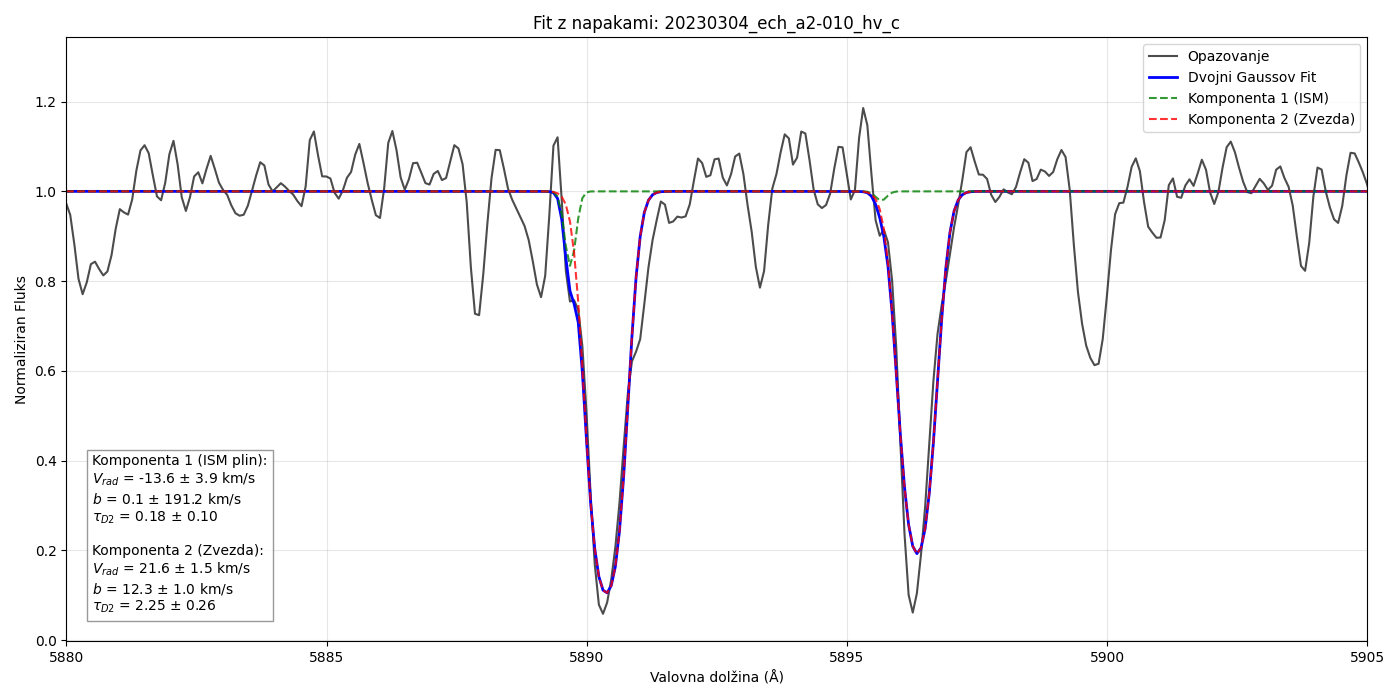 Fit z napakami: 20230304_ech_a2-010_hv_c
Normaliziran Fluks
1.2
1.0
0.8
0.6
0.4
0.2
0.0
Opazovanje
Dvojni Gaussov Fit
Komponenta 1 (ISM)
Komponenta 2 (Zvezda)
Komponenta 1 (ISM plin):
V_rad = -13.6 ± 3.9 km/s
b = 0.1 ± 191.2 km/s
τ_D2 = 0.18 ± 0.10
Komponenta 2 (Zvezda):
V_rad = 21.6 ± 1.5 km/s
b = 12.3 ± 1.0 km/s
τ_D2 = 2.25 ± 0.26
5880 5885 5890 5895 5900 5905
Valovna dolžina (Å)